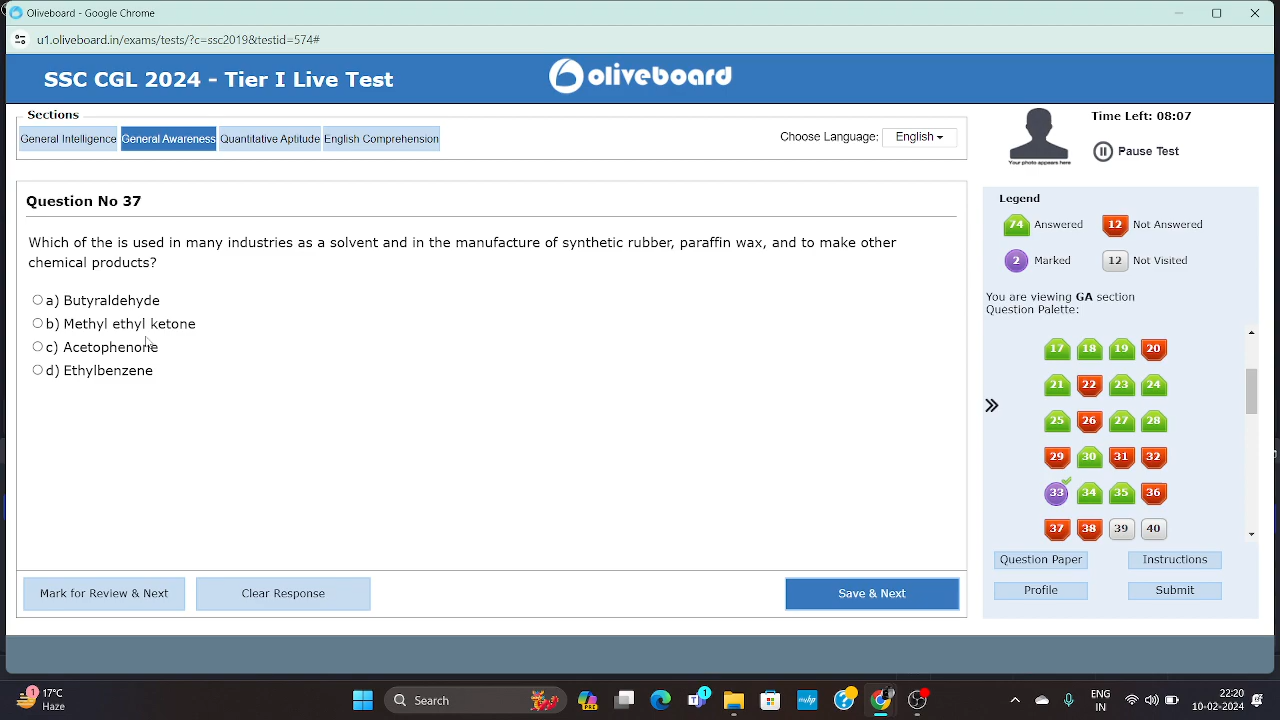 Oliveboard - Google Chrome
u1.oliveboard.in/exams/tests/?c=ssc2019&testid=574#
SSC CGL 2024 - Tier I Live Test
oliveboard
Sections
General Intelligence General Awareness Quantitative Aptitude English Comprehension
Choose Language: English
Your photo appears here
Time Left: 08:07
Pause Test
Question No 37
Which of the is used in many industries as a solvent and in the manufacture of synthetic rubber, paraffin wax, and to make other
chemical products?
a) Butyraldehyde
b) Methyl ethyl ketone
c) Acetophenone
d) Ethylbenzene
Mark for Review & Next
Clear Response
Save & Next
Legend
74 Answered 12 Not Answered
2 Marked 12 Not Visited
You are viewing GA section
Question Palette:
17 18 19 20
21 22 23 24
25 26 27 28
29 30 31 32
33 34 35 36
37 38 39 40
Question Paper Instructions
Profile Submit
17°C
Haze
Search
1
ENG
IN
22:20
10-02-2024